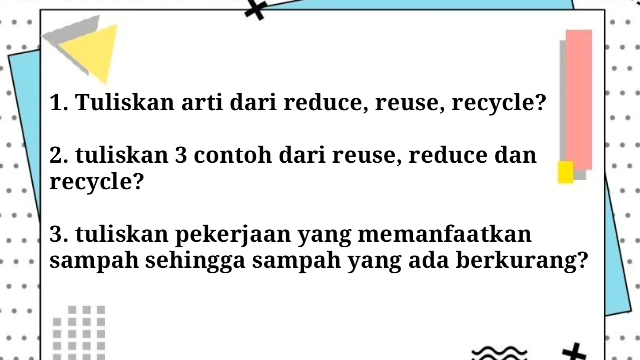 1. Tuliskan arti dari reduce, reuse, recycle?
2. tuliskan 3 contoh dari reuse, reduce dan
recycle?
3. tuliskan pekerjaan yang memanfaatkan
sampah sehingga sampah yang ada berkurang?